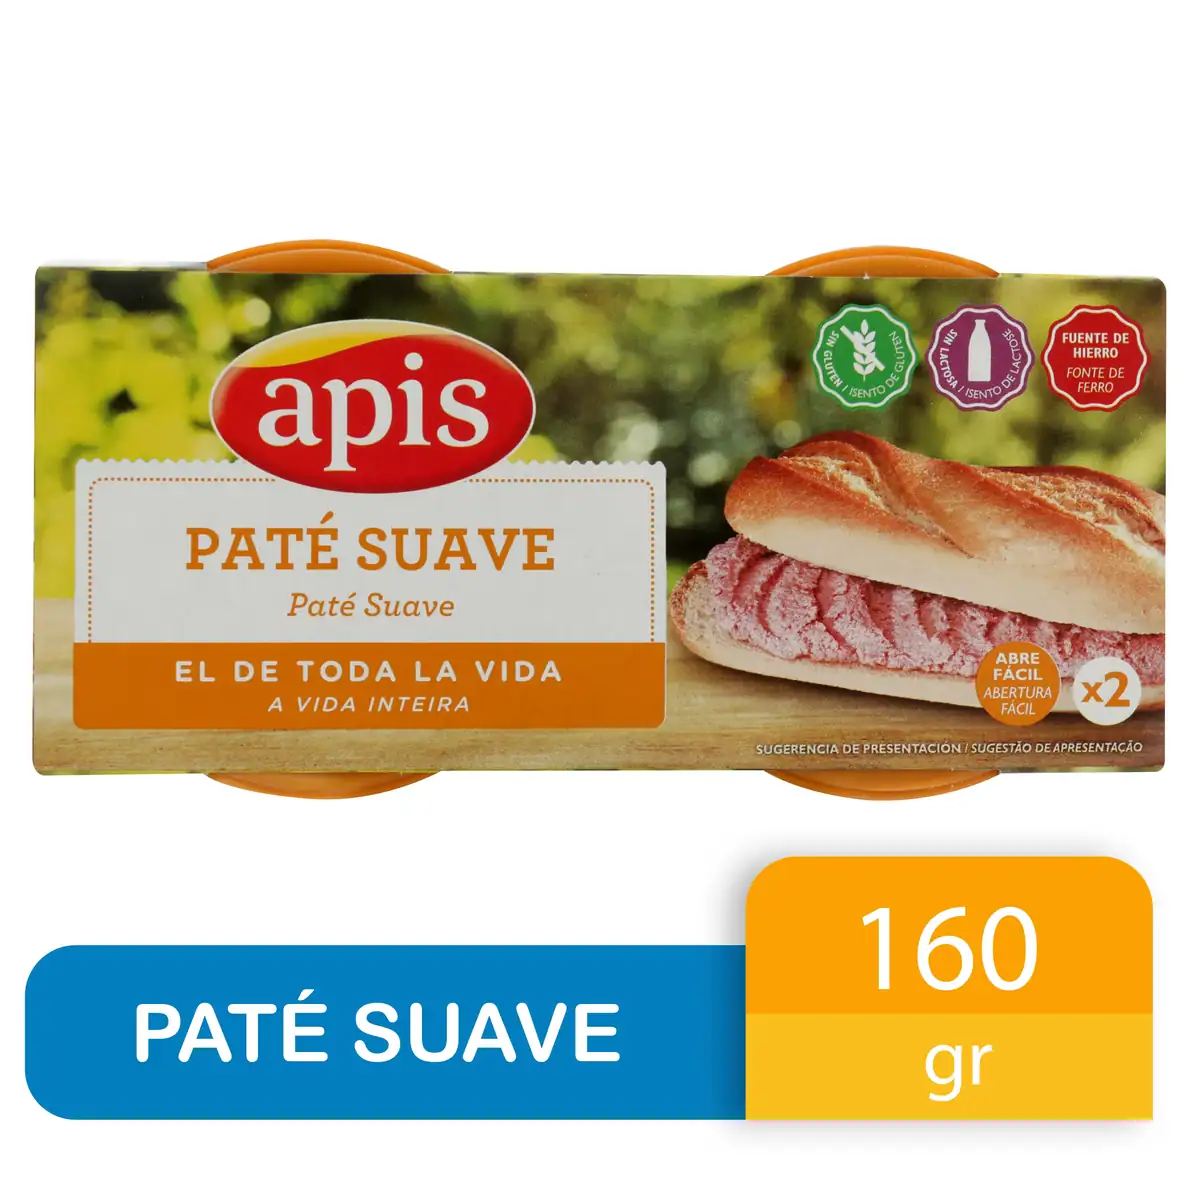 apis
PATÉ SUAVE
Paté Suave
EL DE TODA LA VIDA
A VIDA INTEIRA
SIN GLUTEN / ISENTO DE GLUTEN
SIN LACTOSA / ISENTO DE LACTOSE
FUENTE DE
HIERRO
FONTE DE
FERRO
ABRE
FÁCIL
ABERTURA
FÁCIL
x2
SUGERENCIA DE PRESENTACIÓN / SUGESTÃO DE APRESENTAÇÃO
PATÉ SUAVE
160
gr